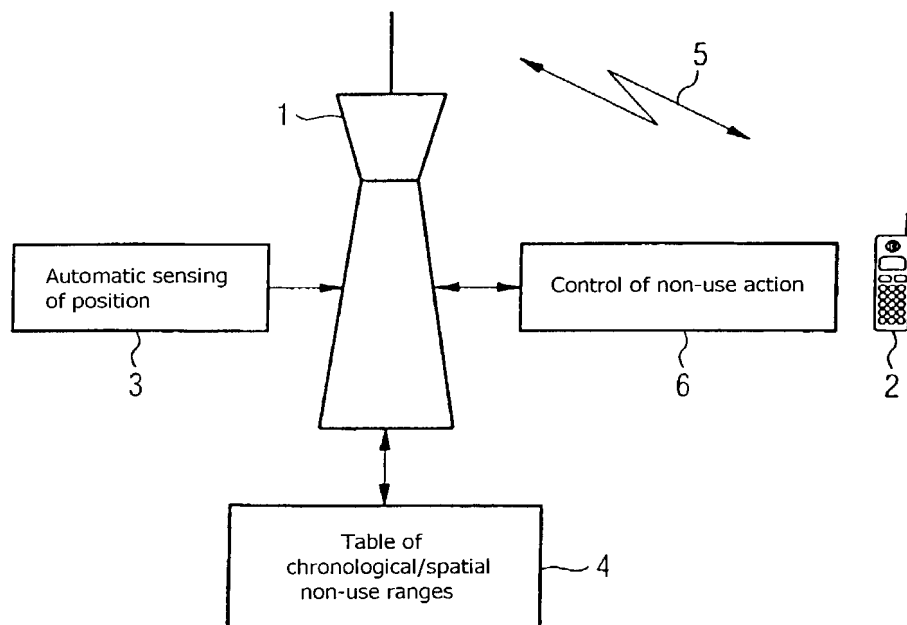 5
1
Automatic sensing
of position
Control of non-use action
3
6
2
Table of
chronological/spatial
non-use ranges
4